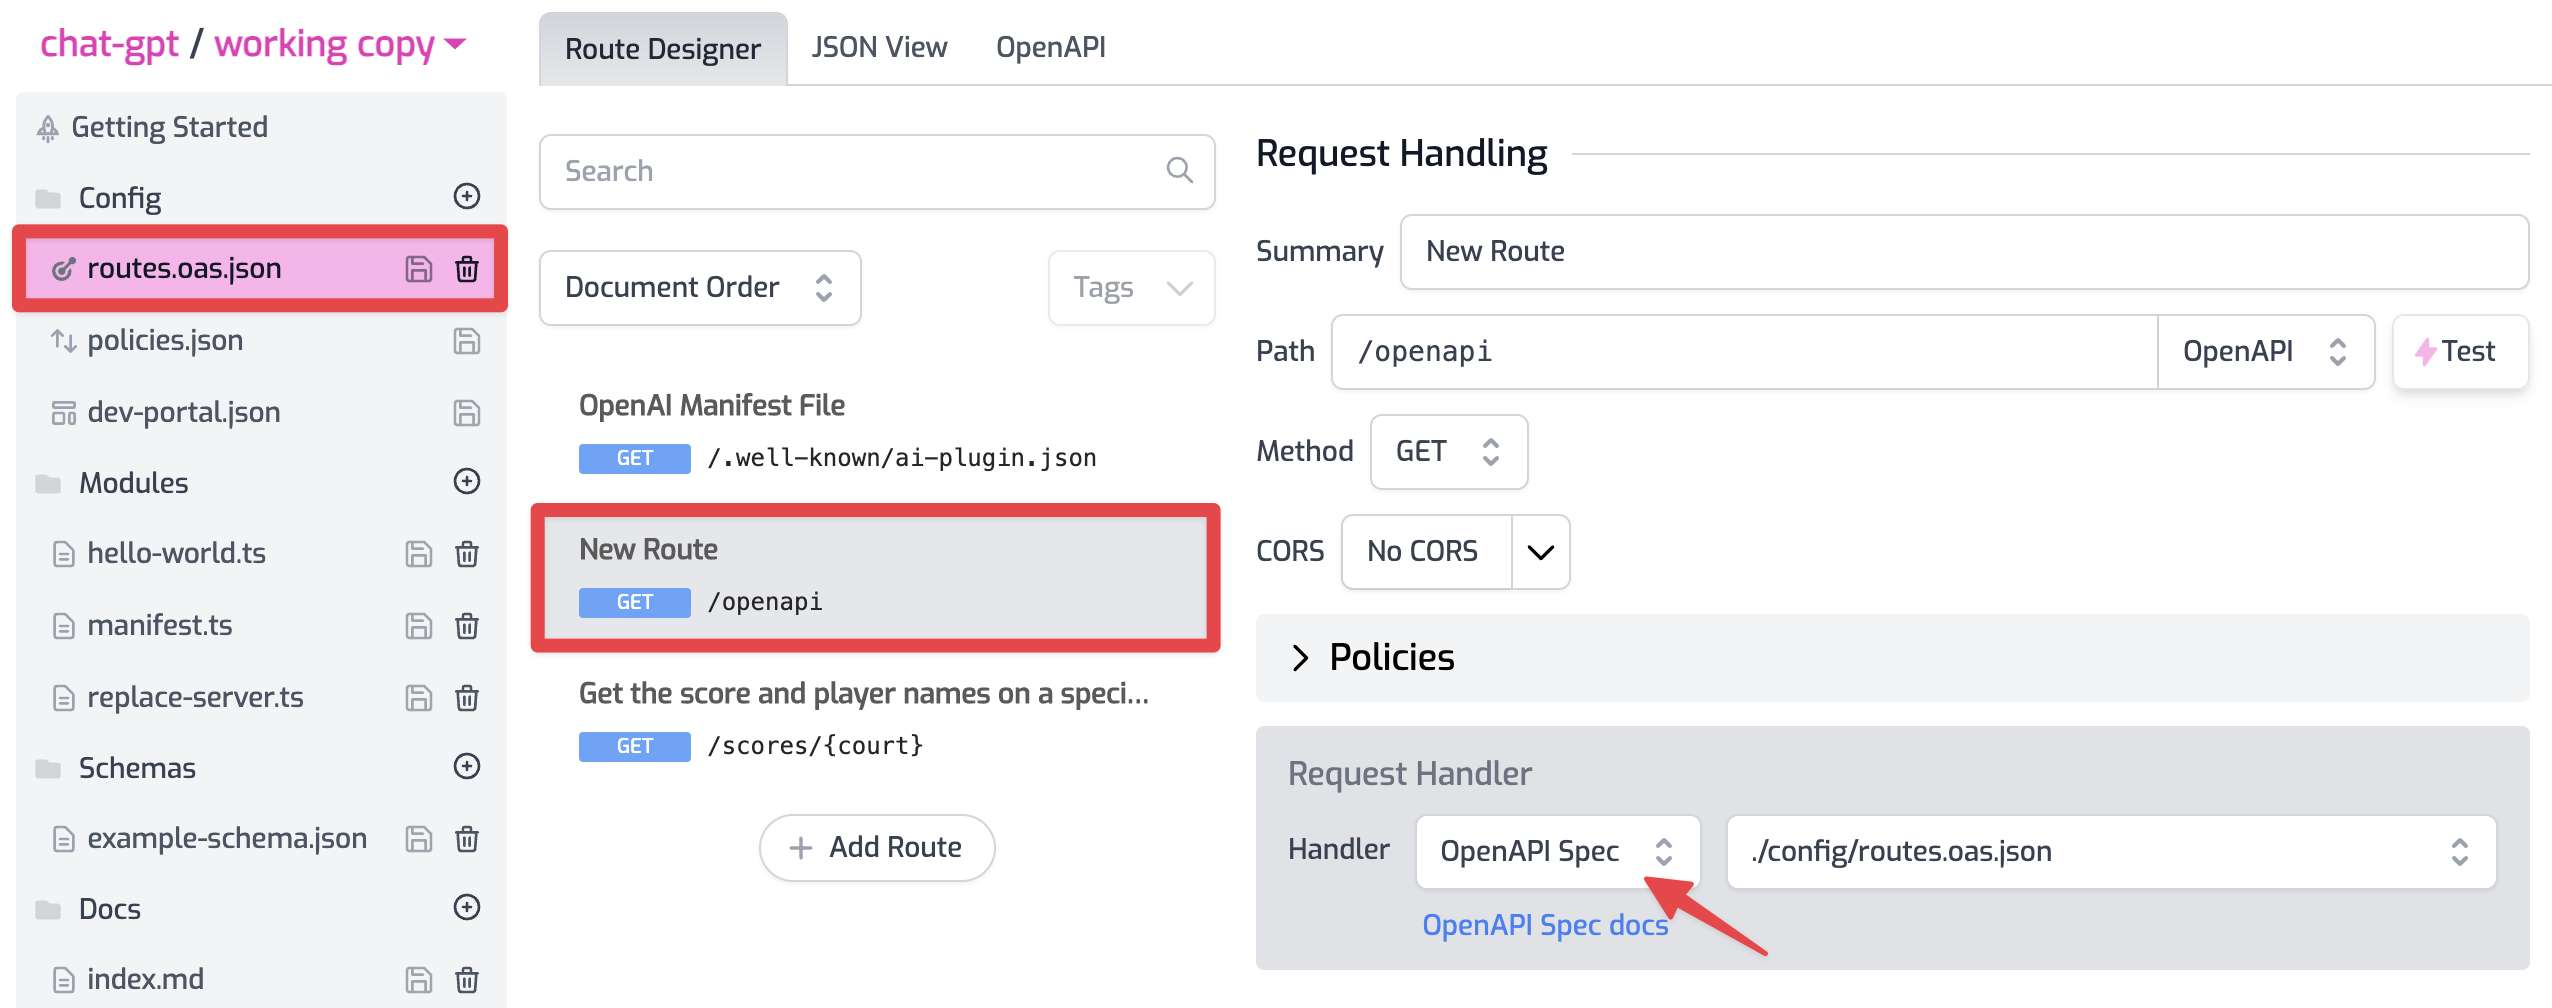 chat-gpt / working copy
Getting Started
Config
routes.oas.json
policies.json
dev-portal.json
Modules
hello-world.ts
manifest.ts
replace-server.ts
Schemas
example-schema.json
Docs
index.md
Route Designer
JSON View
OpenAPI
Search
Document Order
Tags
OpenAI Manifest File
GET /.well-known/ai-plugin.json
New Route
GET /openapi
Get the score and player names on a speci...
GET /scores/{court}
Add Route
Request Handling
Summary New Route
Path /openapi OpenAPI Test
Method GET
CORS No CORS
Policies
Request Handler
Handler OpenAPI Spec ./config/routes.oas.json
OpenAPI Spec docs